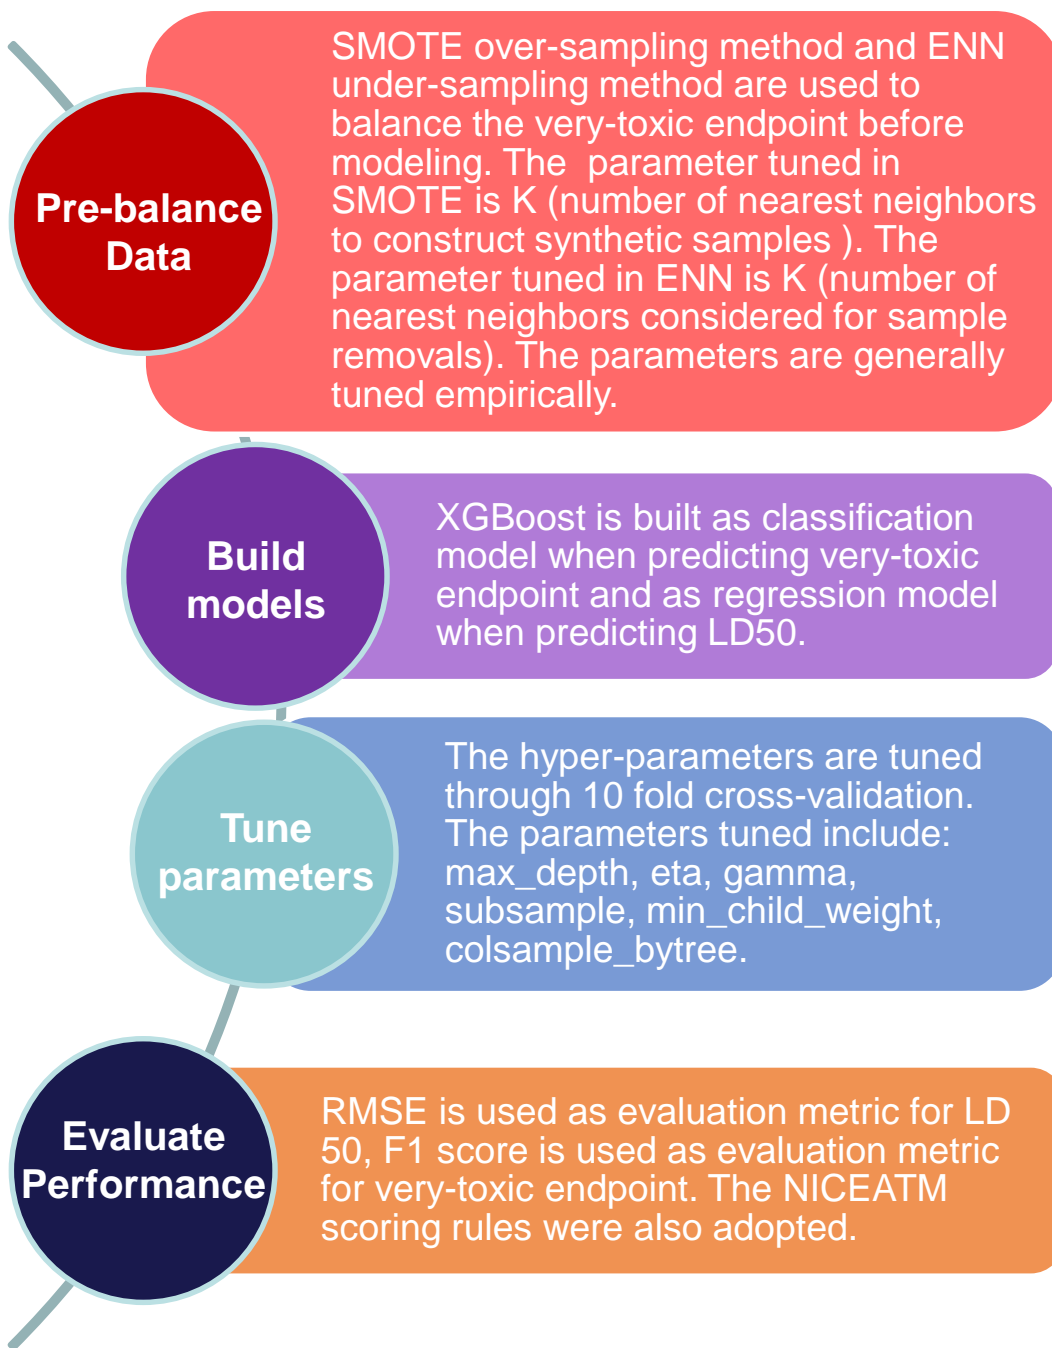 Pre-balance
Data
SMOTE over-sampling method and ENN
under-sampling method are used to
balance the very-toxic endpoint before
modeling. The  parameter tuned in
SMOTE is K (number of nearest neighbors
to construct synthetic samples ). The
parameter tuned in ENN is K (number of
nearest neighbors considered for sample
removals). The parameters are generally
tuned empirically.
Build
models
XGBoost is built as classification
model when predicting very-toxic
endpoint and as regression model
when predicting LD50.
Tune
parameters
The hyper-parameters are tuned
through 10 fold cross-validation.
The parameters tuned include:
max_depth, eta, gamma,
subsample, min_child_weight,
colsample_bytree.
Evaluate
Performance
RMSE is used as evaluation metric for LD
50, F1 score is used as evaluation metric
for very-toxic endpoint. The NICEATM
scoring rules were also adopted.